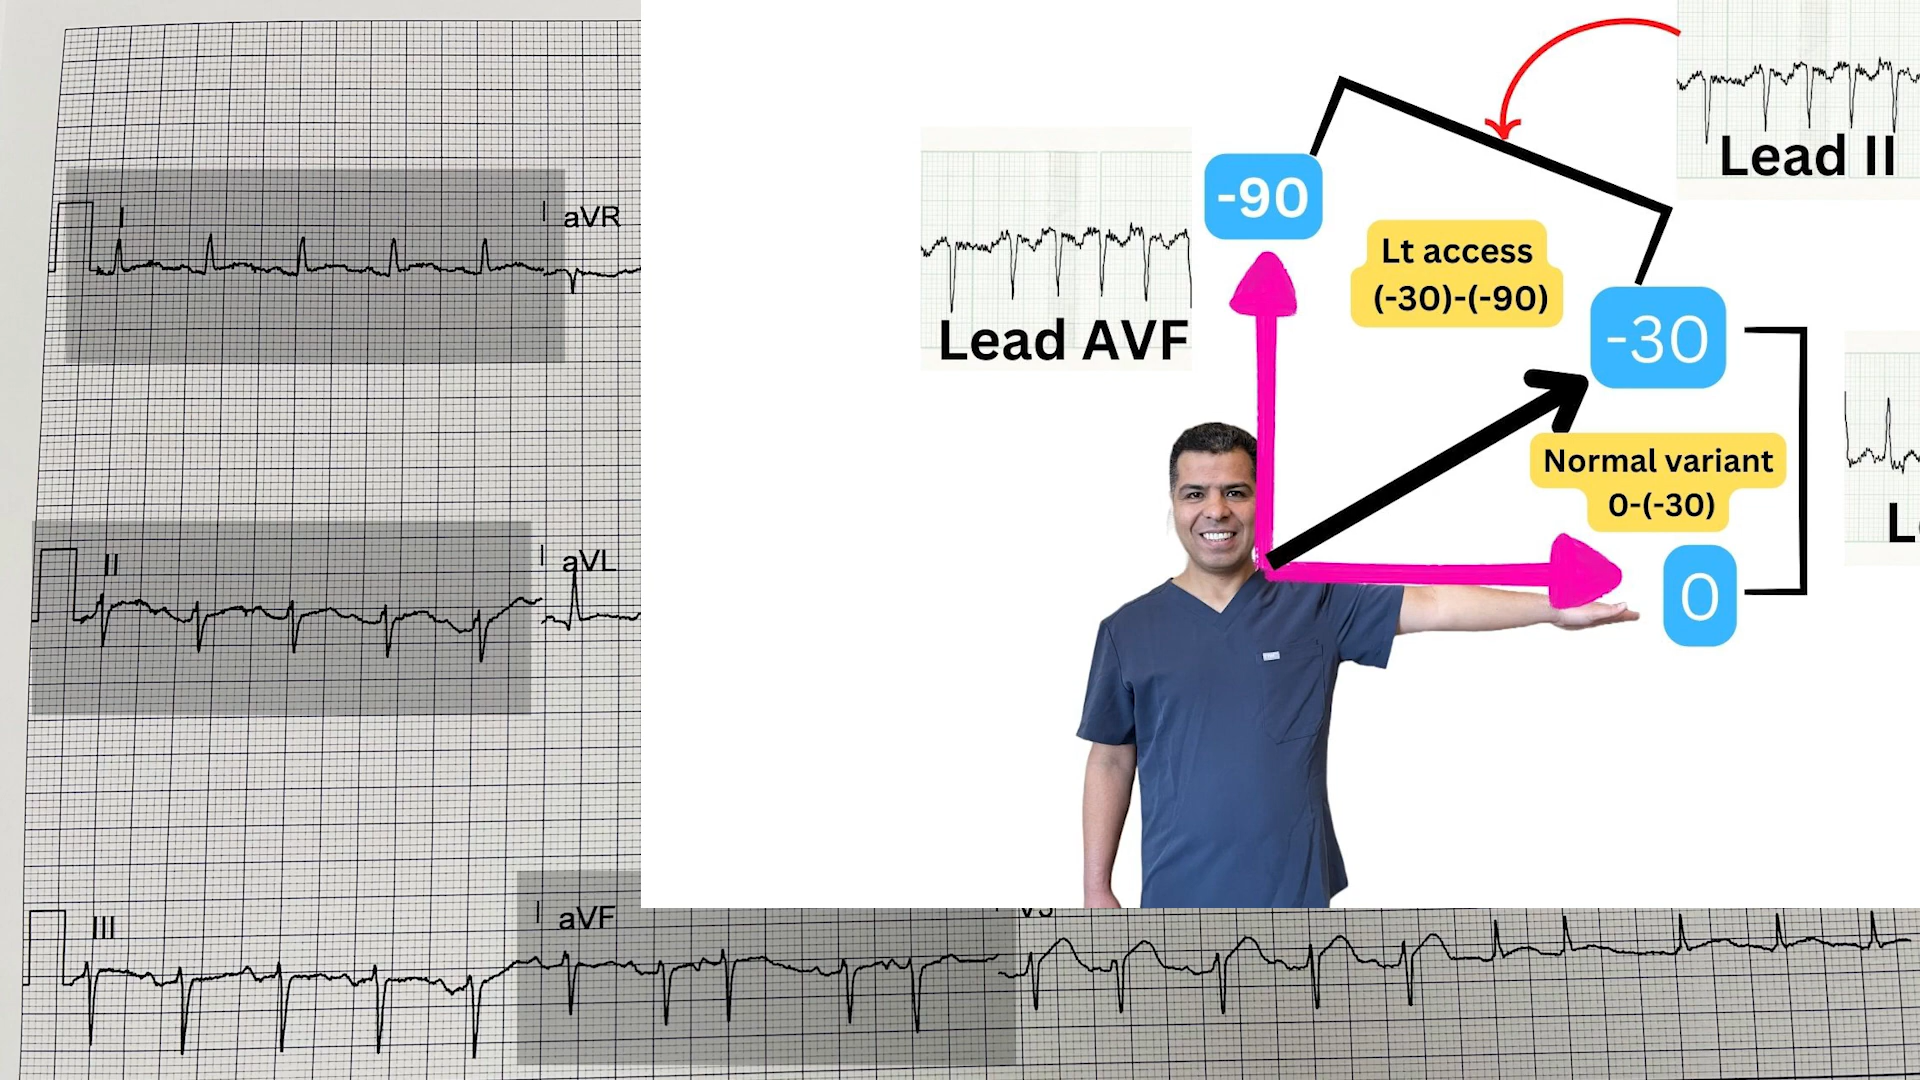 I
aVR
II
aVL
III
aVF
Lead II
-90
Lt access
(-30)-(-90)
Lead AVF
-30
Normal variant
0-(-30)
0